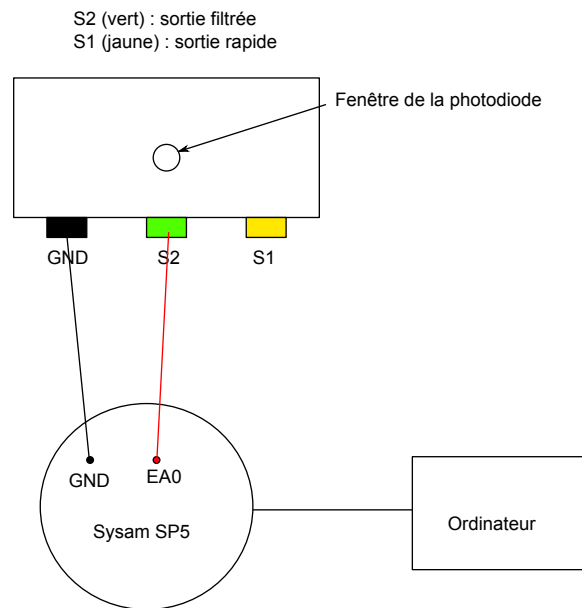 S2 (vert) : sortie filtrée
S1 (jaune) : sortie rapide
Fenêtre de la photodiode
GND
S2
S1
GND
EA0
Sysam SP5
Ordinateur